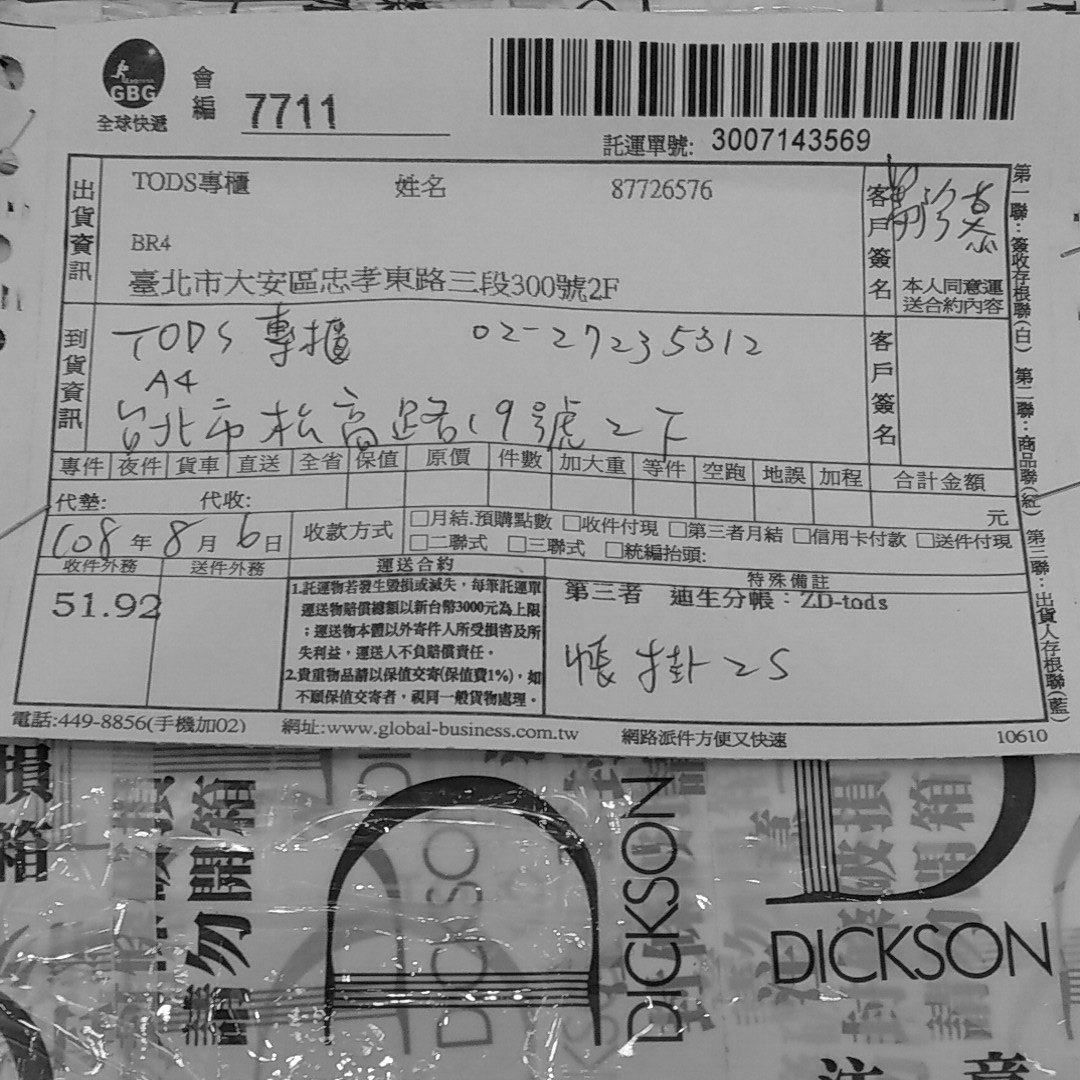 GBG
全球快遞
會編 7711
託運單號: 3007143569
出貨資訊
TODS專櫃 姓名 87726576
BR4
臺北市大安區忠孝東路三段300號2F
客戶簽名
本人同意運
送合約內容
到貨資訊
TODS 專櫃 02-27235312
A4
台北市松高路19號2F
客戶簽名
專件 夜件 貨車 直送 全省 保值 原價 件數 加大重 等件 空跑 地誤 加程 合計金額
代墊: 代收: 元
108年8月6日
收款方式 □月結.預購點數 □收件付現 □第三者月結 □信用卡付款 □送件付現
□二聯式 □三聯式 □統編抬頭:
收件外務 送件外務 運送合約 特殊備註
51.92
1.託運物若發生毀損或滅失，每筆託運單
運送物賠償總額以新台幣3000元為上限
；運送物本體以外寄件人所受損害及所
失利益，運送人不負賠償責任。
2.貴重物品請以保值交寄(保值費1%)，如
不願保值交寄者，視同一般貨物處理。
第三者 迪生分帳：ZD-tods
帳掛2S
第一聯：簽收存根聯(白) 第二聯：商品聯(紅) 第三聯：出貨人存根聯(藍)
電話:449-8856(手機加02) 網址:www.global-business.com.tw 網路派件方便又快速 10610
損
箱
請勿開箱
DICKSON
DICKSON
DICKSON
注意